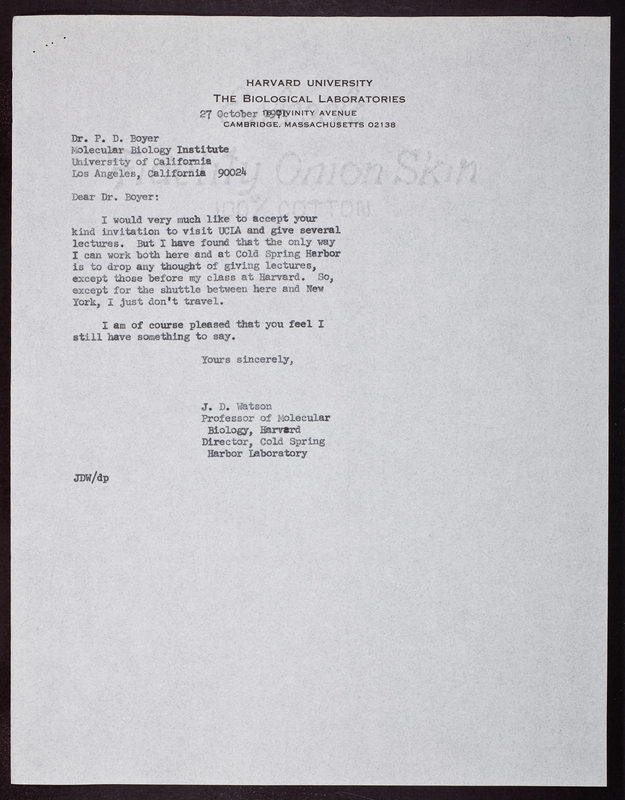 HARVARD UNIVERSITY
THE BIOLOGICAL LABORATORIES
27 October 1971
DIVINITY AVENUE
CAMBRIDGE, MASSACHUSETTS 02138
Dr. P. D. Boyer
Molecular Biology Institute
University of California
Los Angeles, California 90024
Onion Skin
100% COTTON
Dear Dr. Boyer:
I would very much like to accept your
kind invitation to visit UCLA and give several
lectures. But I have found that the only way
I can work both here and at Cold Spring Harbor
is to drop any thought of giving lectures,
except those before my class at Harvard. So,
except for the shuttle between here and New
York, I just don't travel.
I am of course pleased that you feel I
still have something to say.
Yours sincerely,
J. D. Watson
Professor of Molecular
Biology, Harvard
Director, Cold Spring
Harbor Laboratory
JDW/dp